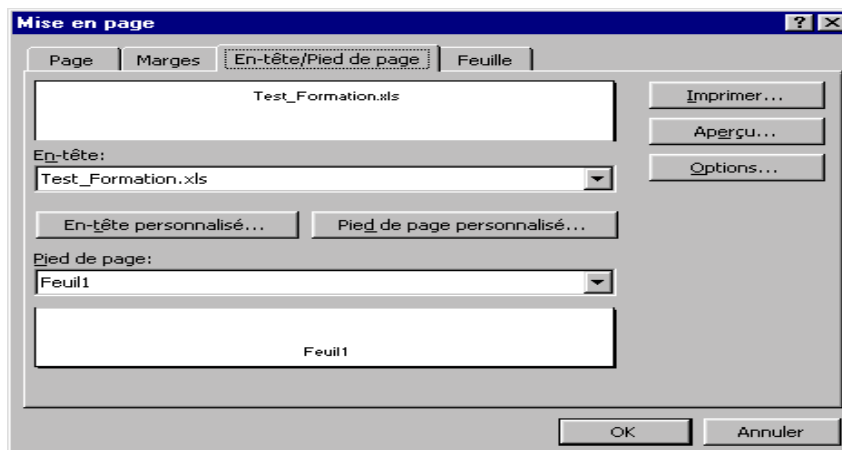 Mise en page
Page Marges En-tête/Pied de page Feuille
Test_Formation.xls
Imprimer...
Aperçu...
En-tête:
Test_Formation.xls
Options...
En-tête personnalisé... Pied de page personnalisé...
Pied de page:
Feuil1
Feuil1
OK Annuler